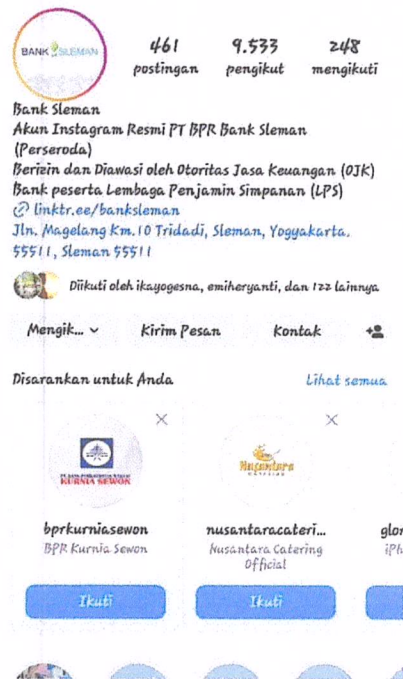 BANK SLEMAN
461 9.533 248
postingan pengikut mengikuti
Bank Sleman
Akun Instagram Resmi PT BPR Bank Sleman
(Perseroda)
Berizin dan Diawasi oleh Otoritas Jasa Keuangan (OJK)
Bank peserta Lembaga Penjamin Simpanan (LPS)
linktr.ee/banksleman
Jln. Magelang Km.10 Tridadi, Sleman, Yogyakarta.
55511, Sleman 55511
Diikuti oleh ikayogesna, emiheryanti, dan 122 lainnya
Mengik... Kirim Pesan Kontak
Disarankan untuk Anda Lihat semua
KURNIA SEWON
Nusantara
CATERING
bprkurniasewon nusantaracateri... glor
BPR Kurnia Sewon Nusantara Catering iPh
Official
Ikuti Ikuti